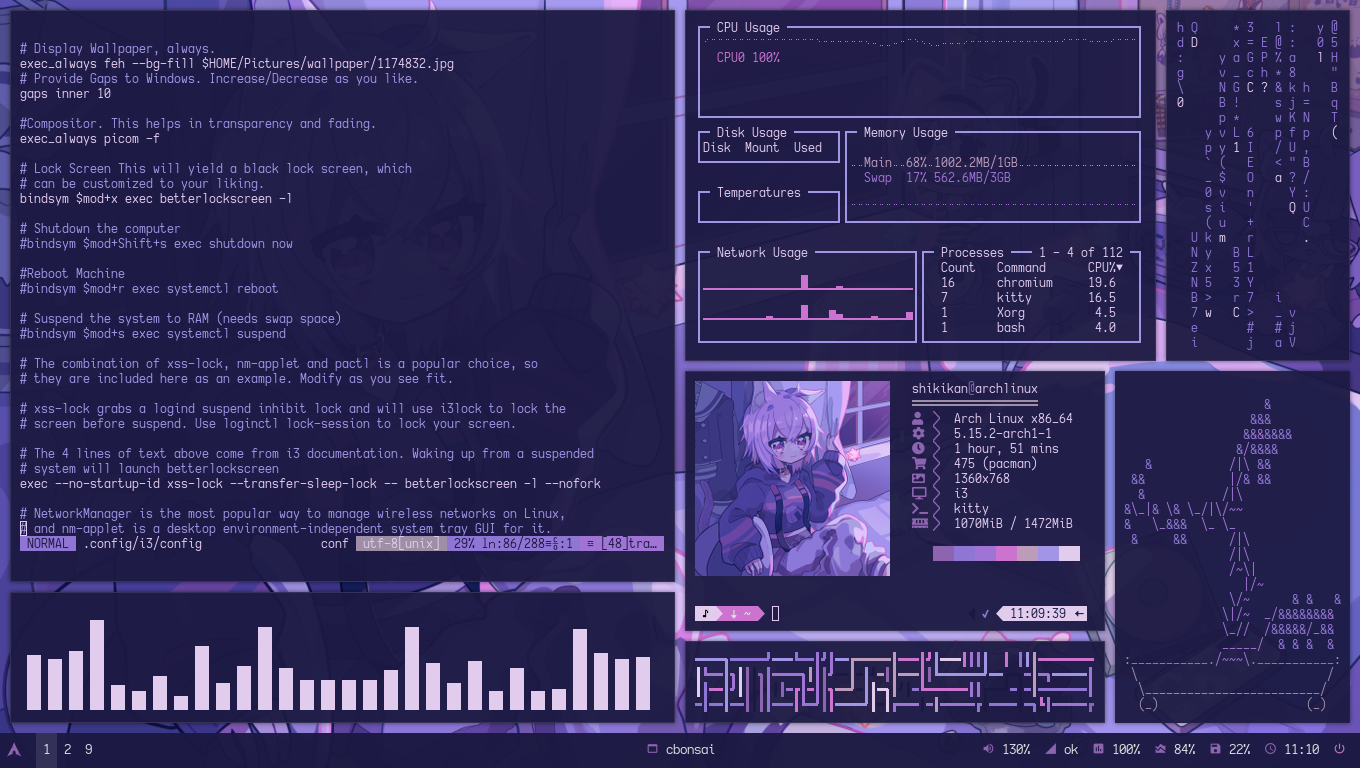 # Display Wallpaper, always.
exec_always feh --bg-fill $HOME/Pictures/wallpaper/1174832.jpg
# Provide Gaps to Windows. Increase/Decrease as you like.
gaps inner 10
#Compositor. This helps in transparency and fading.
exec_always picom -f
# Lock Screen This will yield a black lock screen, which
# can be customized to your liking.
bindsym $mod+x exec betterlockscreen -l
# Shutdown the computer
#bindsym $mod+Shift+s exec shutdown now
#Reboot Machine
#bindsym $mod+r exec systemctl reboot
# Suspend the system to RAM (needs swap space)
#bindsym $mod+s exec systemctl suspend
# The combination of xss-lock, nm-applet and pactl is a popular choice, so
# they are included here as an example. Modify as you see fit.
# xss-lock grabs a logind suspend inhibit lock and will use i3lock to lock the
# screen before suspend. Use loginctl lock-session to lock your screen.
# The 4 lines of text above come from i3 documentation. Waking up from a suspended
# system will launch betterlockscreen
exec --no-startup-id xss-lock --transfer-sleep-lock -- betterlockscreen -l --nofork
# NetworkManager is the most popular way to manage wireless networks on Linux,
# and nm-applet is a desktop environment-independent system tray GUI for it.
NORMAL .config/i3/config conf utf-8[unix] 29% ln:86/288 :1 [48]tra…
CPU Usage
CPU0 100%
Disk Usage
Disk Mount Used
Temperatures
Memory Usage
Main 68% 1002.2MB/1GB
Swap 17% 562.6MB/3GB
Network Usage
Processes 1 - 4 of 112
Count Command CPU%▼
16 chromium 19.6
7 kitty 16.5
1 Xorg 4.5
1 bash 4.0
shikikan@archlinux
Arch Linux x86_64
5.15.2-arch1-1
1 hour, 51 mins
475 (pacman)
1360x768
i3
kitty
1070MiB / 1472MiB
♪ ↓ ~ ✓ 11:09:39 ←
1 2 9 cbonsai 130% ok 100% 84% 22% 11:10